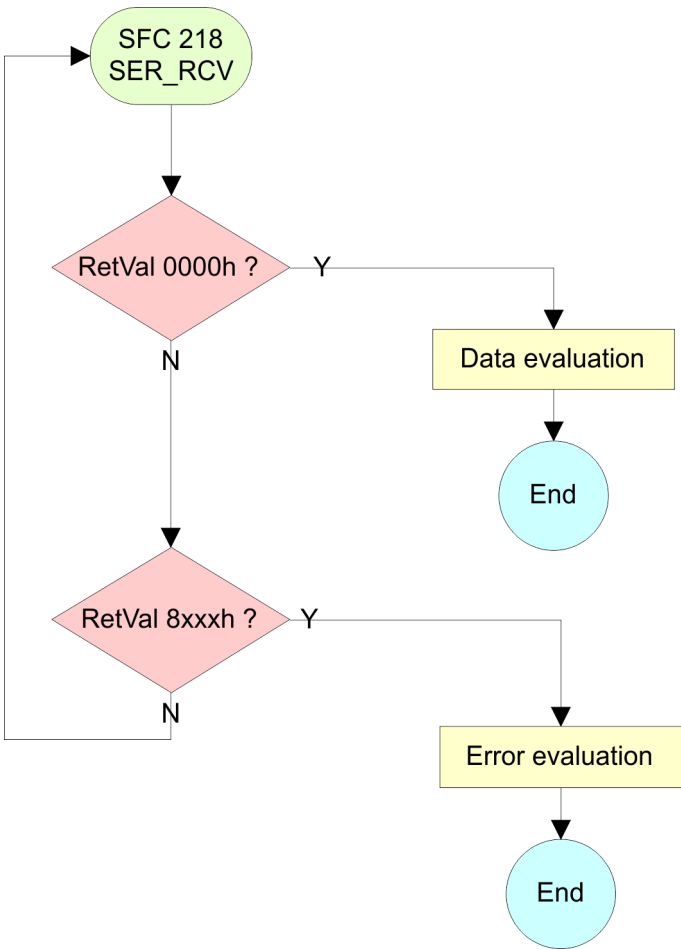 SFC 218
SER_RCV
RetVal 0000h ?
Y
N
Data evaluation
End
RetVal 8xxxh ?
Y
N
Error evaluation
End